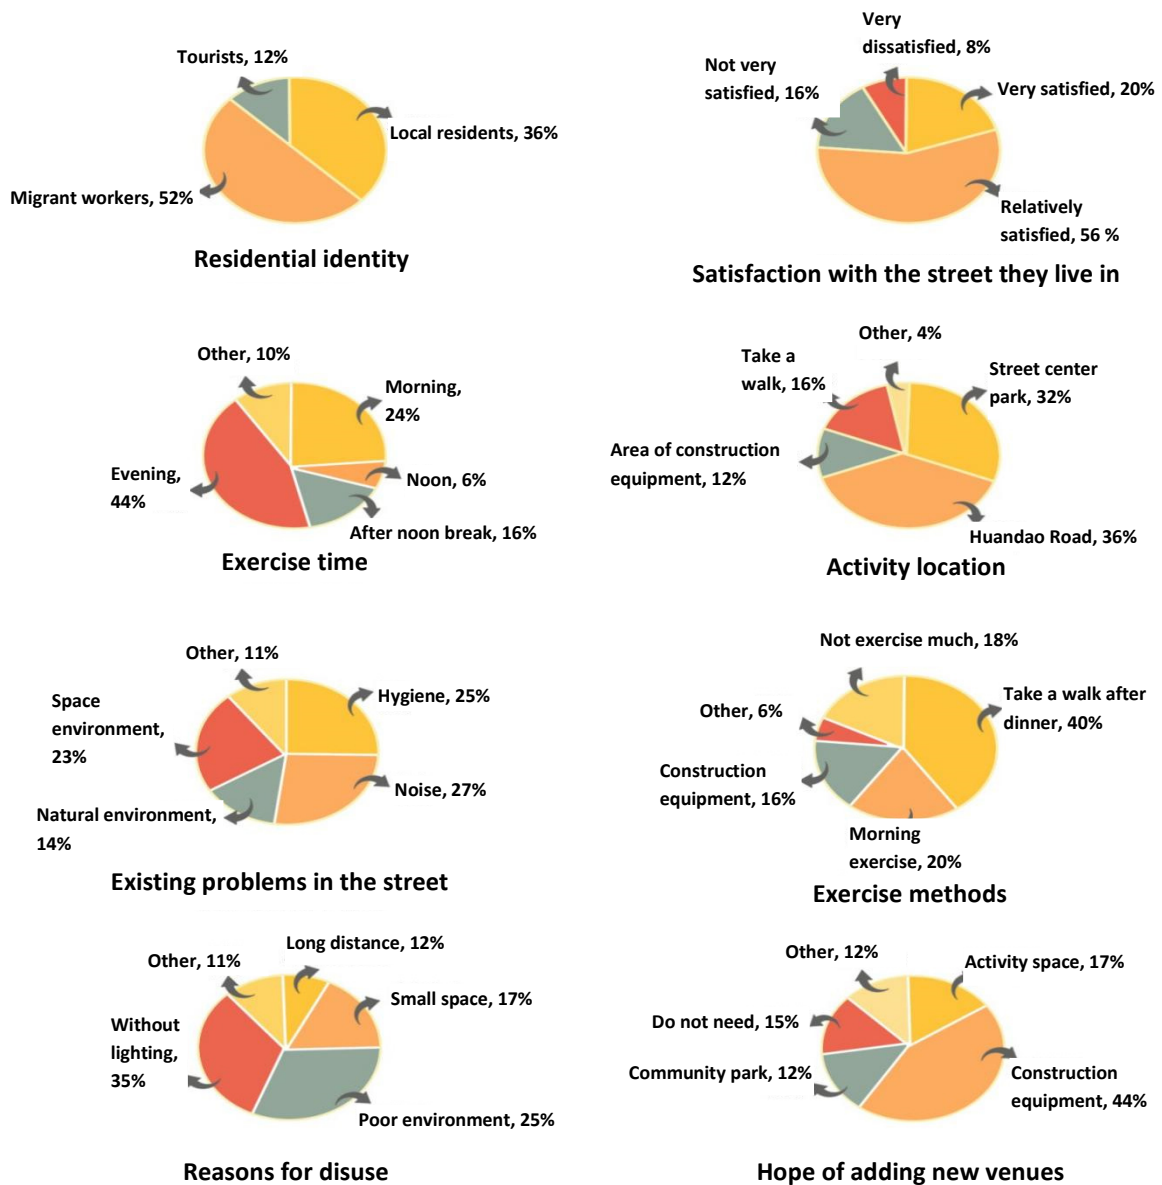 Tourists, 12%
Local residents, 36%
Migrant workers, 52%
Residential identity
Very
dissatisfied, 8%
Not very
satisfied, 16%
Very satisfied, 20%
Relatively
satisfied, 56 %
Satisfaction with the street they live in
Other, 10%
Morning,
24%
Evening,
44%
Noon, 6%
After noon break, 16%
Exercise time
Other, 4%
Take a
walk, 16%
Street center
park, 32%
Area of construction
equipment, 12%
Huandao Road, 36%
Activity location
Other, 11%
Hygiene, 25%
Space
environment,
23%
Noise, 27%
Natural environment,
14%
Existing problems in the street
Not exercise much, 18%
Take a walk after
dinner, 40%
Other, 6%
Construction
equipment, 16%
Morning
exercise, 20%
Exercise methods
Long distance, 12%
Other, 11%
Small space, 17%
Without
lighting,
35%
Poor environment, 25%
Reasons for disuse
Other, 12%
Activity space, 17%
Do not need, 15%
Community park, 12%
Construction
equipment, 44%
Hope of adding new venues